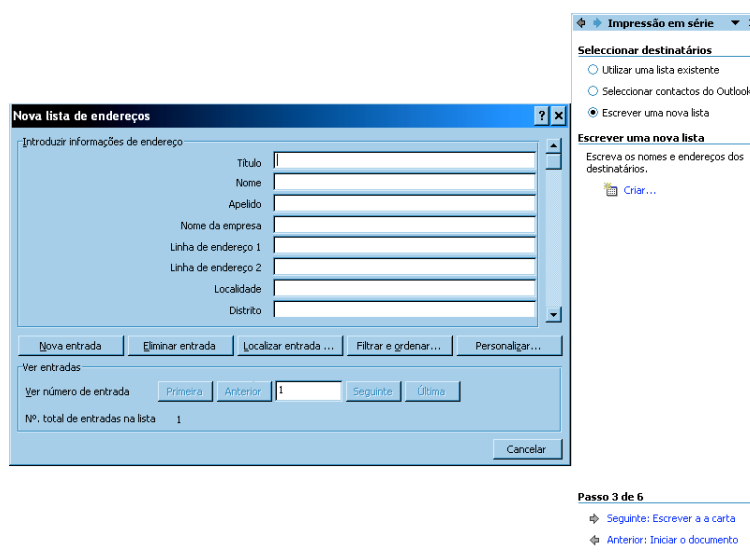 Impressão em série
Seleccionar destinatários
Utilizar uma lista existente
Seleccionar contactos do Outlook
Escrever uma nova lista
Escrever uma nova lista
Escreva os nomes e endereços dos
destinatários.
Criar...
Nova lista de endereços
Introduzir informações de endereço
Título
Nome
Apelido
Nome da empresa
Linha de endereço 1
Linha de endereço 2
Localidade
Distrito
Nova entrada Eliminar entrada Localizar entrada ... Filtrar e ordenar... Personalizar...
Ver entradas
Ver número de entrada Primeira Anterior 1 Seguinte Última
Nº. total de entradas na lista 1
Cancelar
Passo 3 de 6
Seguinte: Escrever a a carta
Anterior: Iniciar o documento